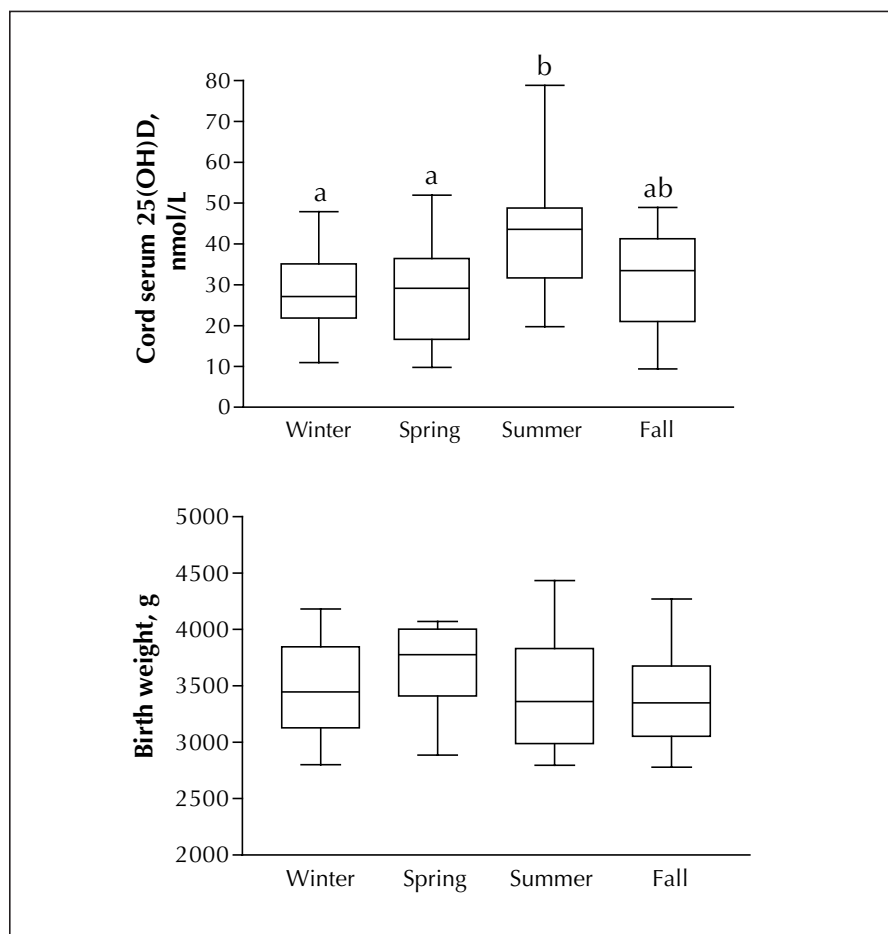 Cord serum 25(OH)D,
nmol/L
80
70
60
50
40
30
20
10
0
a
a
b
ab
Winter Spring Summer Fall
Birth weight, g
5000
4500
4000
3500
3000
2500
2000
Winter Spring Summer Fall